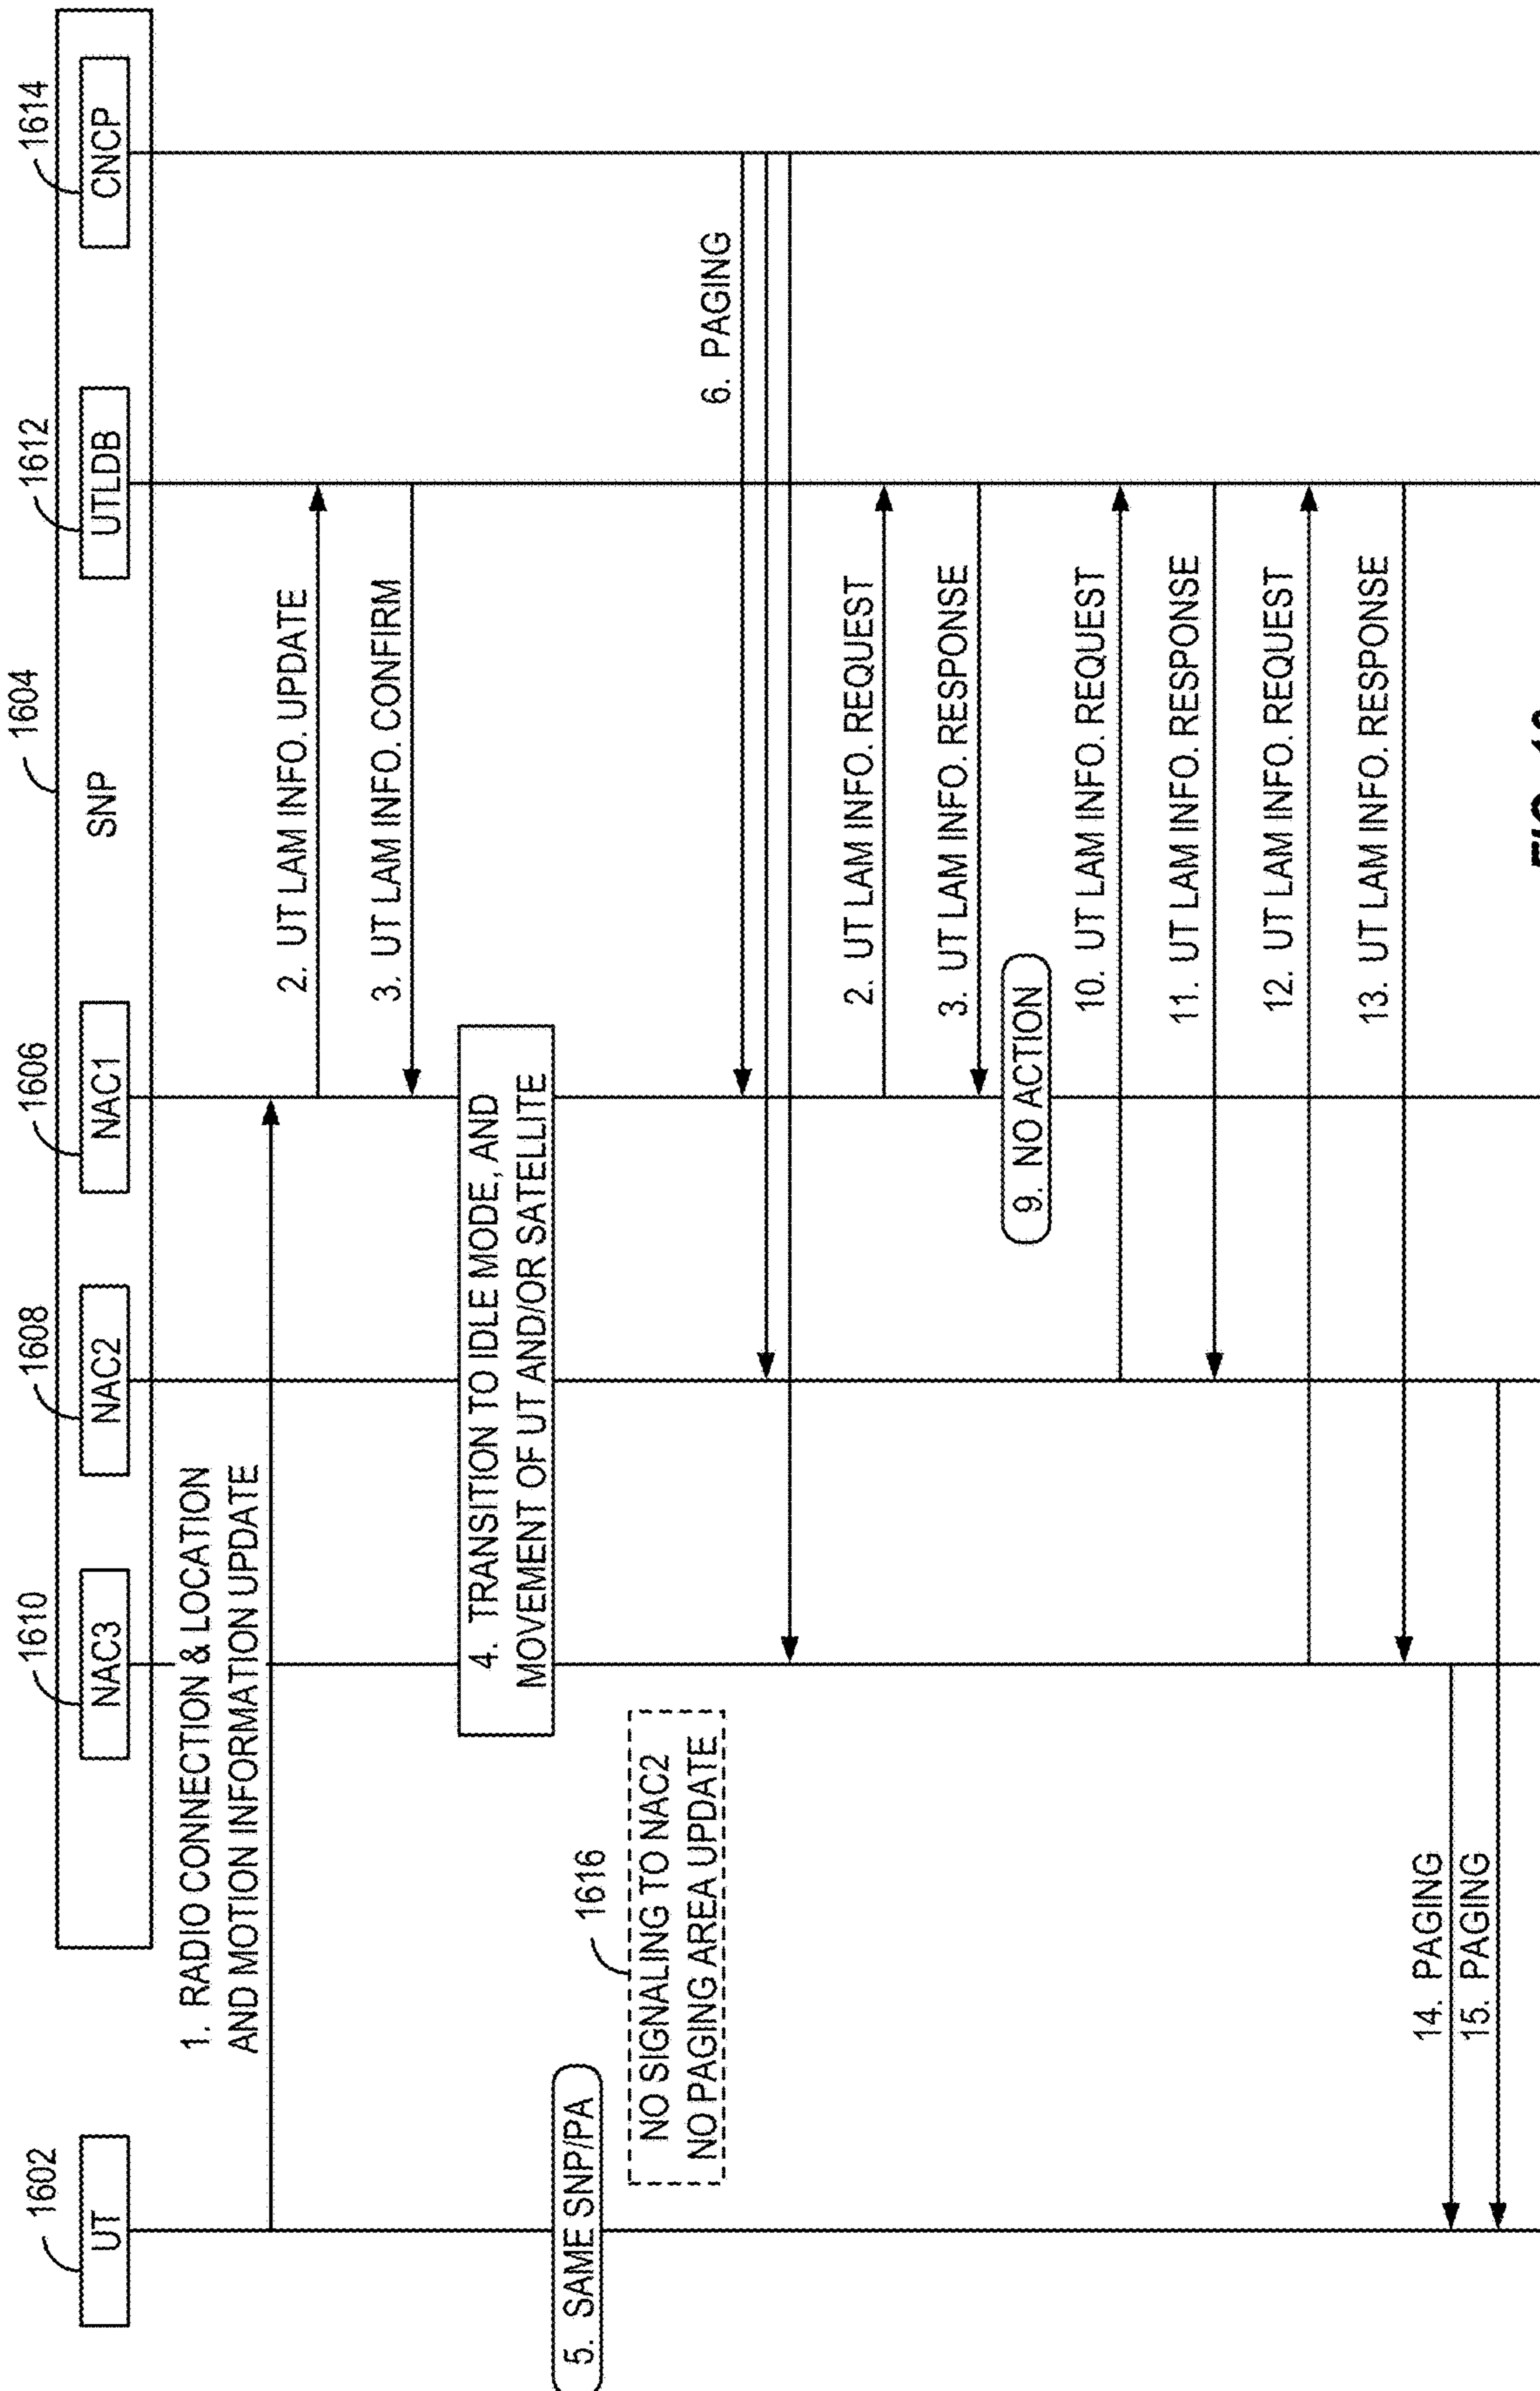 1604
SNP
1602
UT
1610
NAC3
1608
NAC2
1606
NAC1
1612
UTLDB
1614
CNCP
1. RADIO CONNECTION & LOCATION
AND MOTION INFORMATION UPDATE
2. UT LAM INFO. UPDATE
3. UT LAM INFO. CONFIRM
4. TRANSITION TO IDLE MODE, AND
MOVEMENT OF UT AND/OR SATELLITE
5. SAME SNP/PA
1616
NO SIGNALING TO NAC2
NO PAGING AREA UPDATE
6. PAGING
2. UT LAM INFO. REQUEST
3. UT LAM INFO. RESPONSE
9. NO ACTION
10. UT LAM INFO. REQUEST
11. UT LAM INFO. RESPONSE
12. UT LAM INFO. REQUEST
13. UT LAM INFO. RESPONSE
14. PAGING
15. PAGING